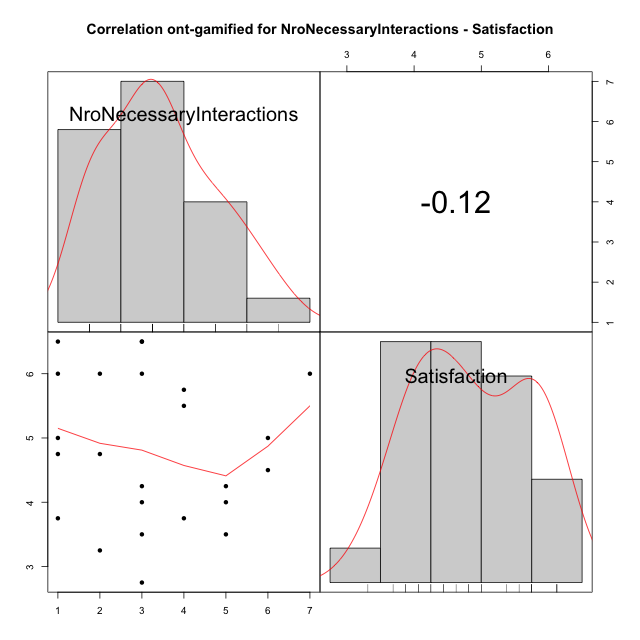 Correlation ont-gamified for NroNecessaryInteractions - Satisfaction
3 4 5 6
NroNecessaryInteractions
-0.12
7
6
5
4
3
2
1
Satisfaction
6
5
4
3
1 2 3 4 5 6 7